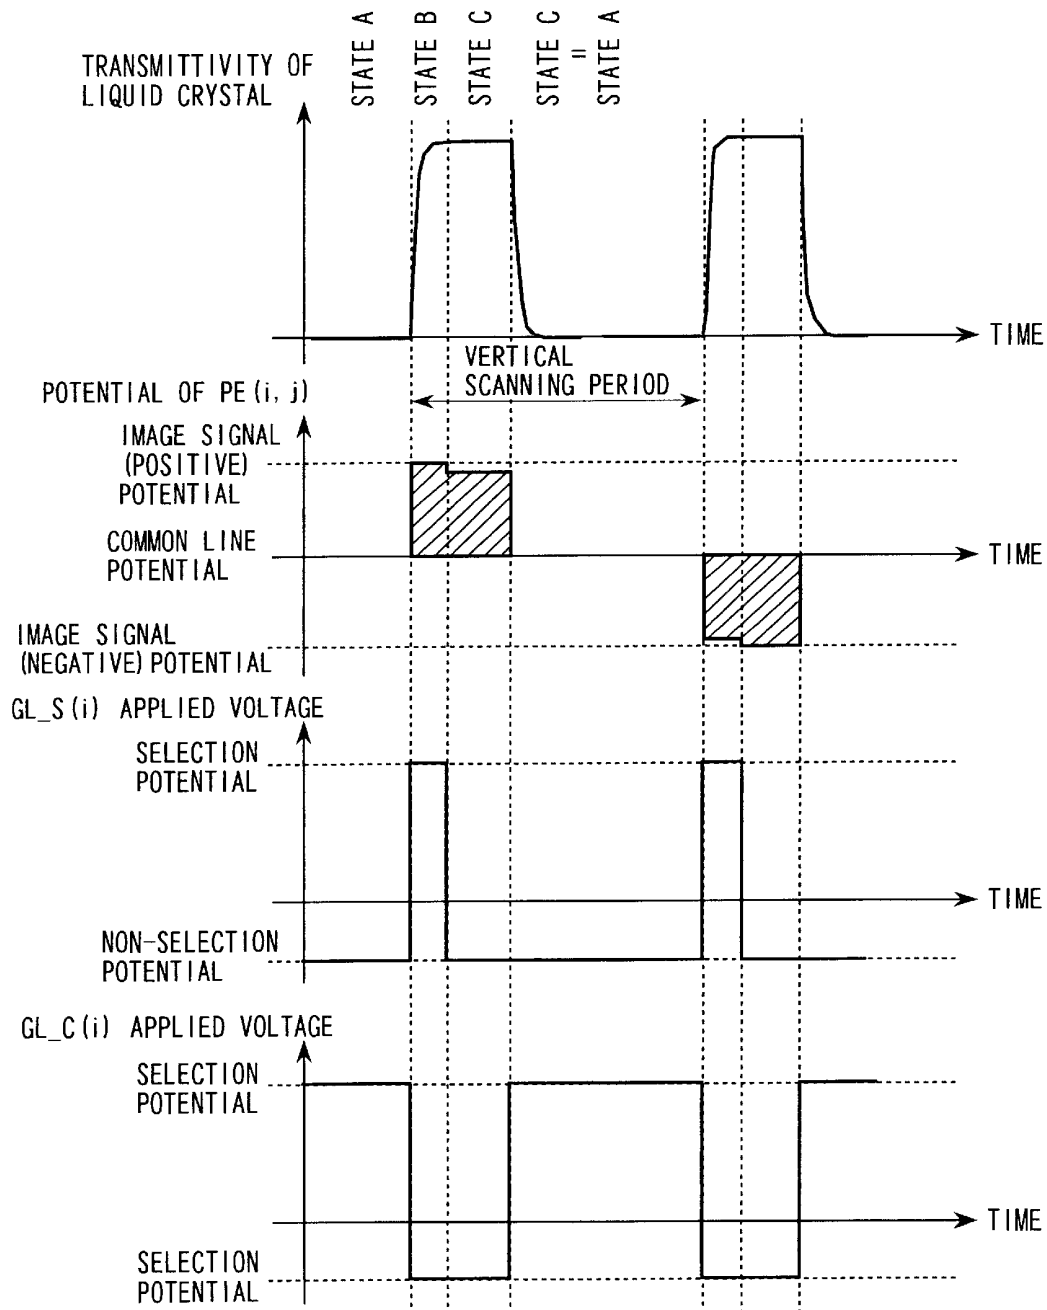 STATE A
STATE B
STATE C
STATE C
=
STATE A
TRANSMITTIVITY OF
LIQUID CRYSTAL
TIME
VERTICAL
SCANNING PERIOD
POTENTIAL OF PE(i, j)
IMAGE SIGNAL
(POSITIVE)
POTENTIAL
COMMON LINE
POTENTIAL
TIME
IMAGE SIGNAL
(NEGATIVE) POTENTIAL
GL_S(i) APPLIED VOLTAGE
SELECTION
POTENTIAL
TIME
NON-SELECTION
POTENTIAL
GL_C(i) APPLIED VOLTAGE
SELECTION
POTENTIAL
TIME
SELECTION
POTENTIAL